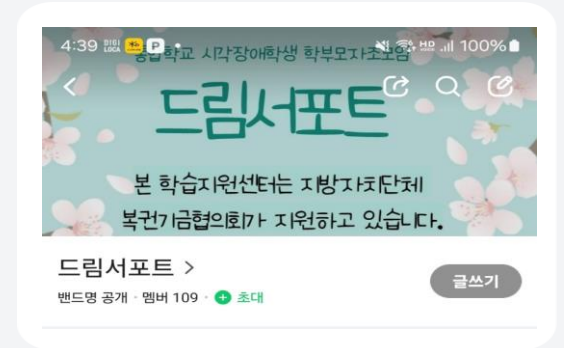 4:39 DIGI LOCA P 100%
학교 시각장애학생 학부모자조모임
드림서포트
본 학습지원센터는 지방자치단체
복권기금협의회가 지원하고 있습니다.
드림서포트 >
밴드명 공개 · 멤버 109 · + 초대
글쓰기